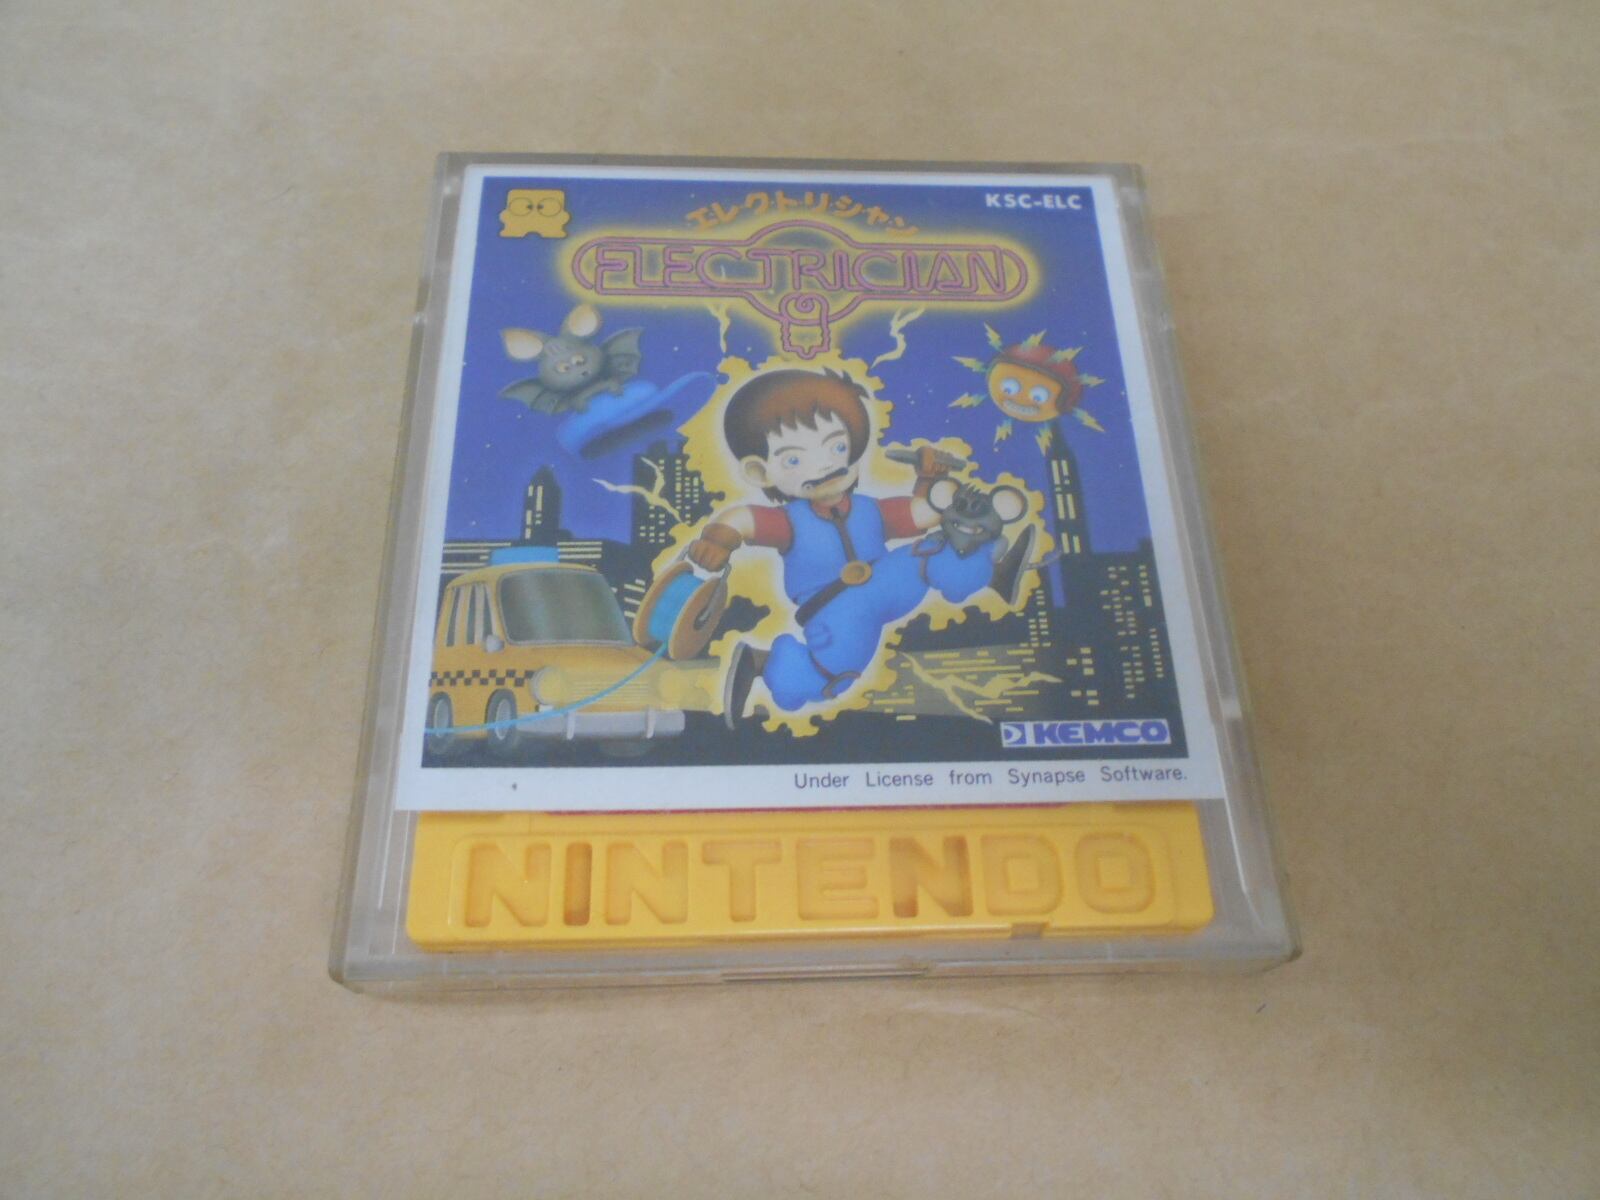 エレクトリシャン
KSC-ELC
ELECTRICIAN
KEMCO
Under License from Synapse Software.
NINTENDO